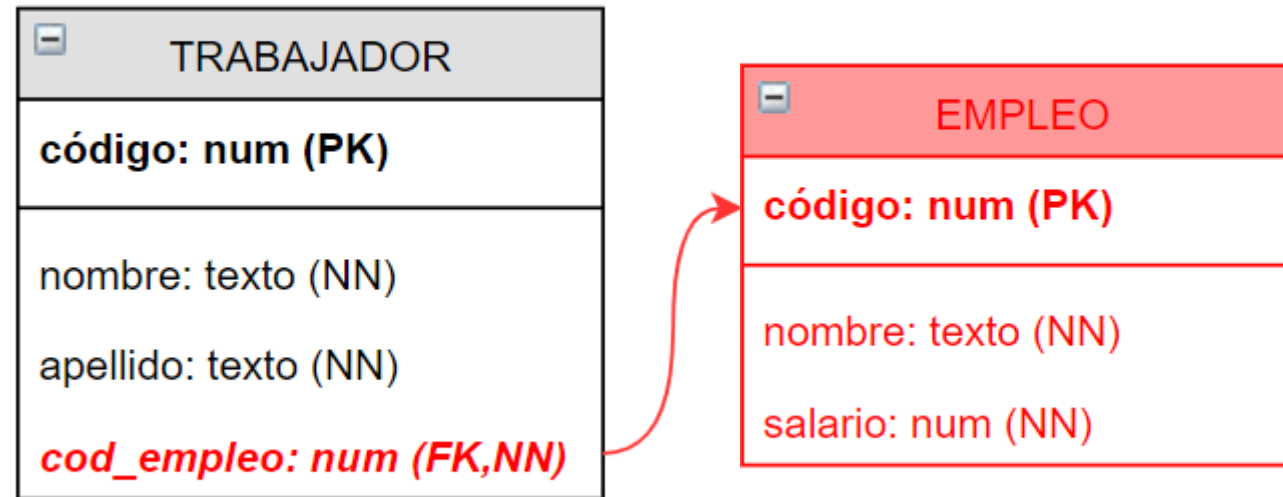 TRABAJADOR
código: num (PK)
nombre: texto (NN)
apellido: texto (NN)
cod_empleo: num (FK,NN)
EMPLEO
código: num (PK)
nombre: texto (NN)
salario: num (NN)